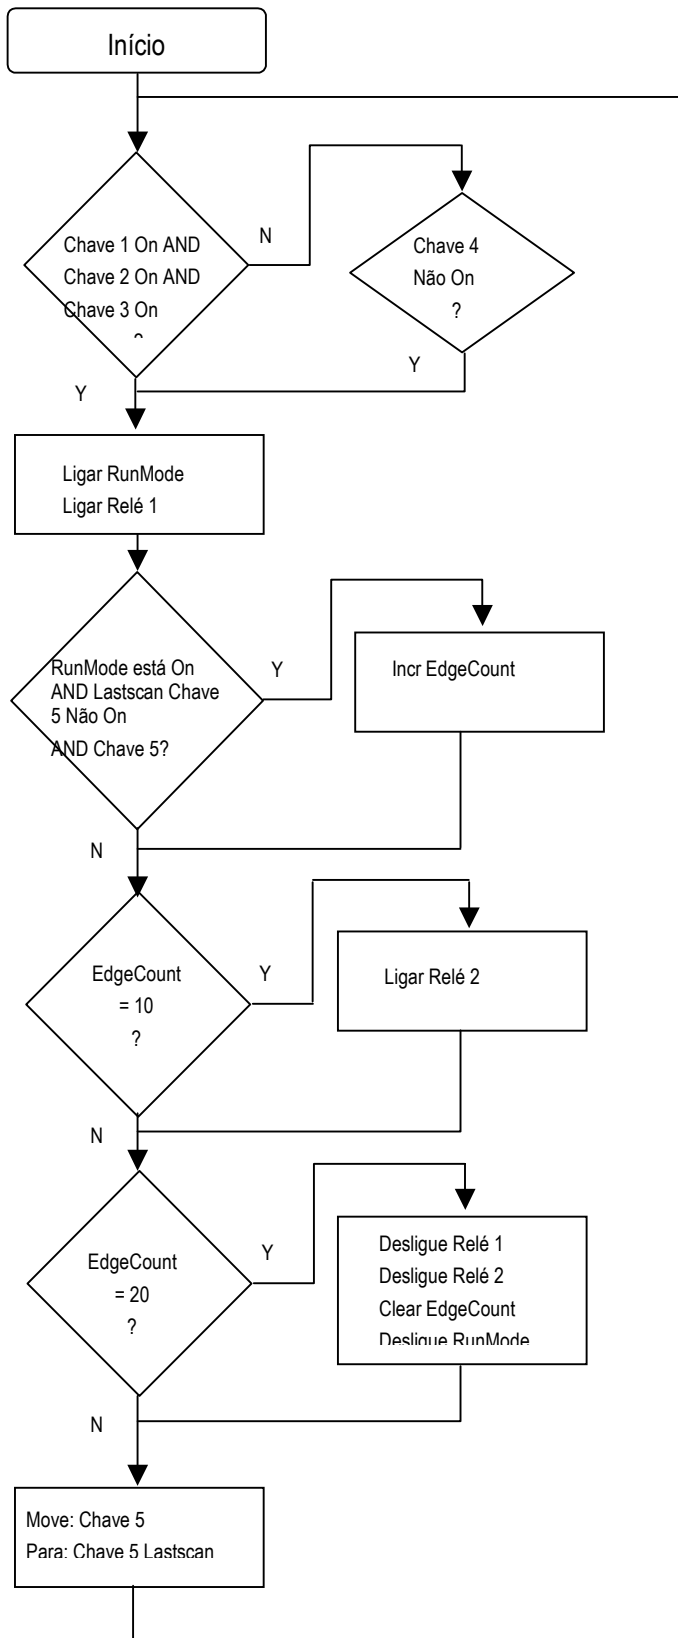 Início
Chave 1 On AND
Chave 2 On AND
Chave 3 On
?
N
Chave 4
Não On
?
Y
Y
Ligar RunMode
Ligar Relé 1
RunMode está On
AND Lastscan Chave
5 Não On
AND Chave 5?
Y
Incr EdgeCount
N
EdgeCount
= 10
?
Y
Ligar Relé 2
N
EdgeCount
= 20
?
Y
Desligue Relé 1
Desligue Relé 2
Clear EdgeCount
Desligue RunMode
N
Move: Chave 5
Para: Chave 5 Lastscan